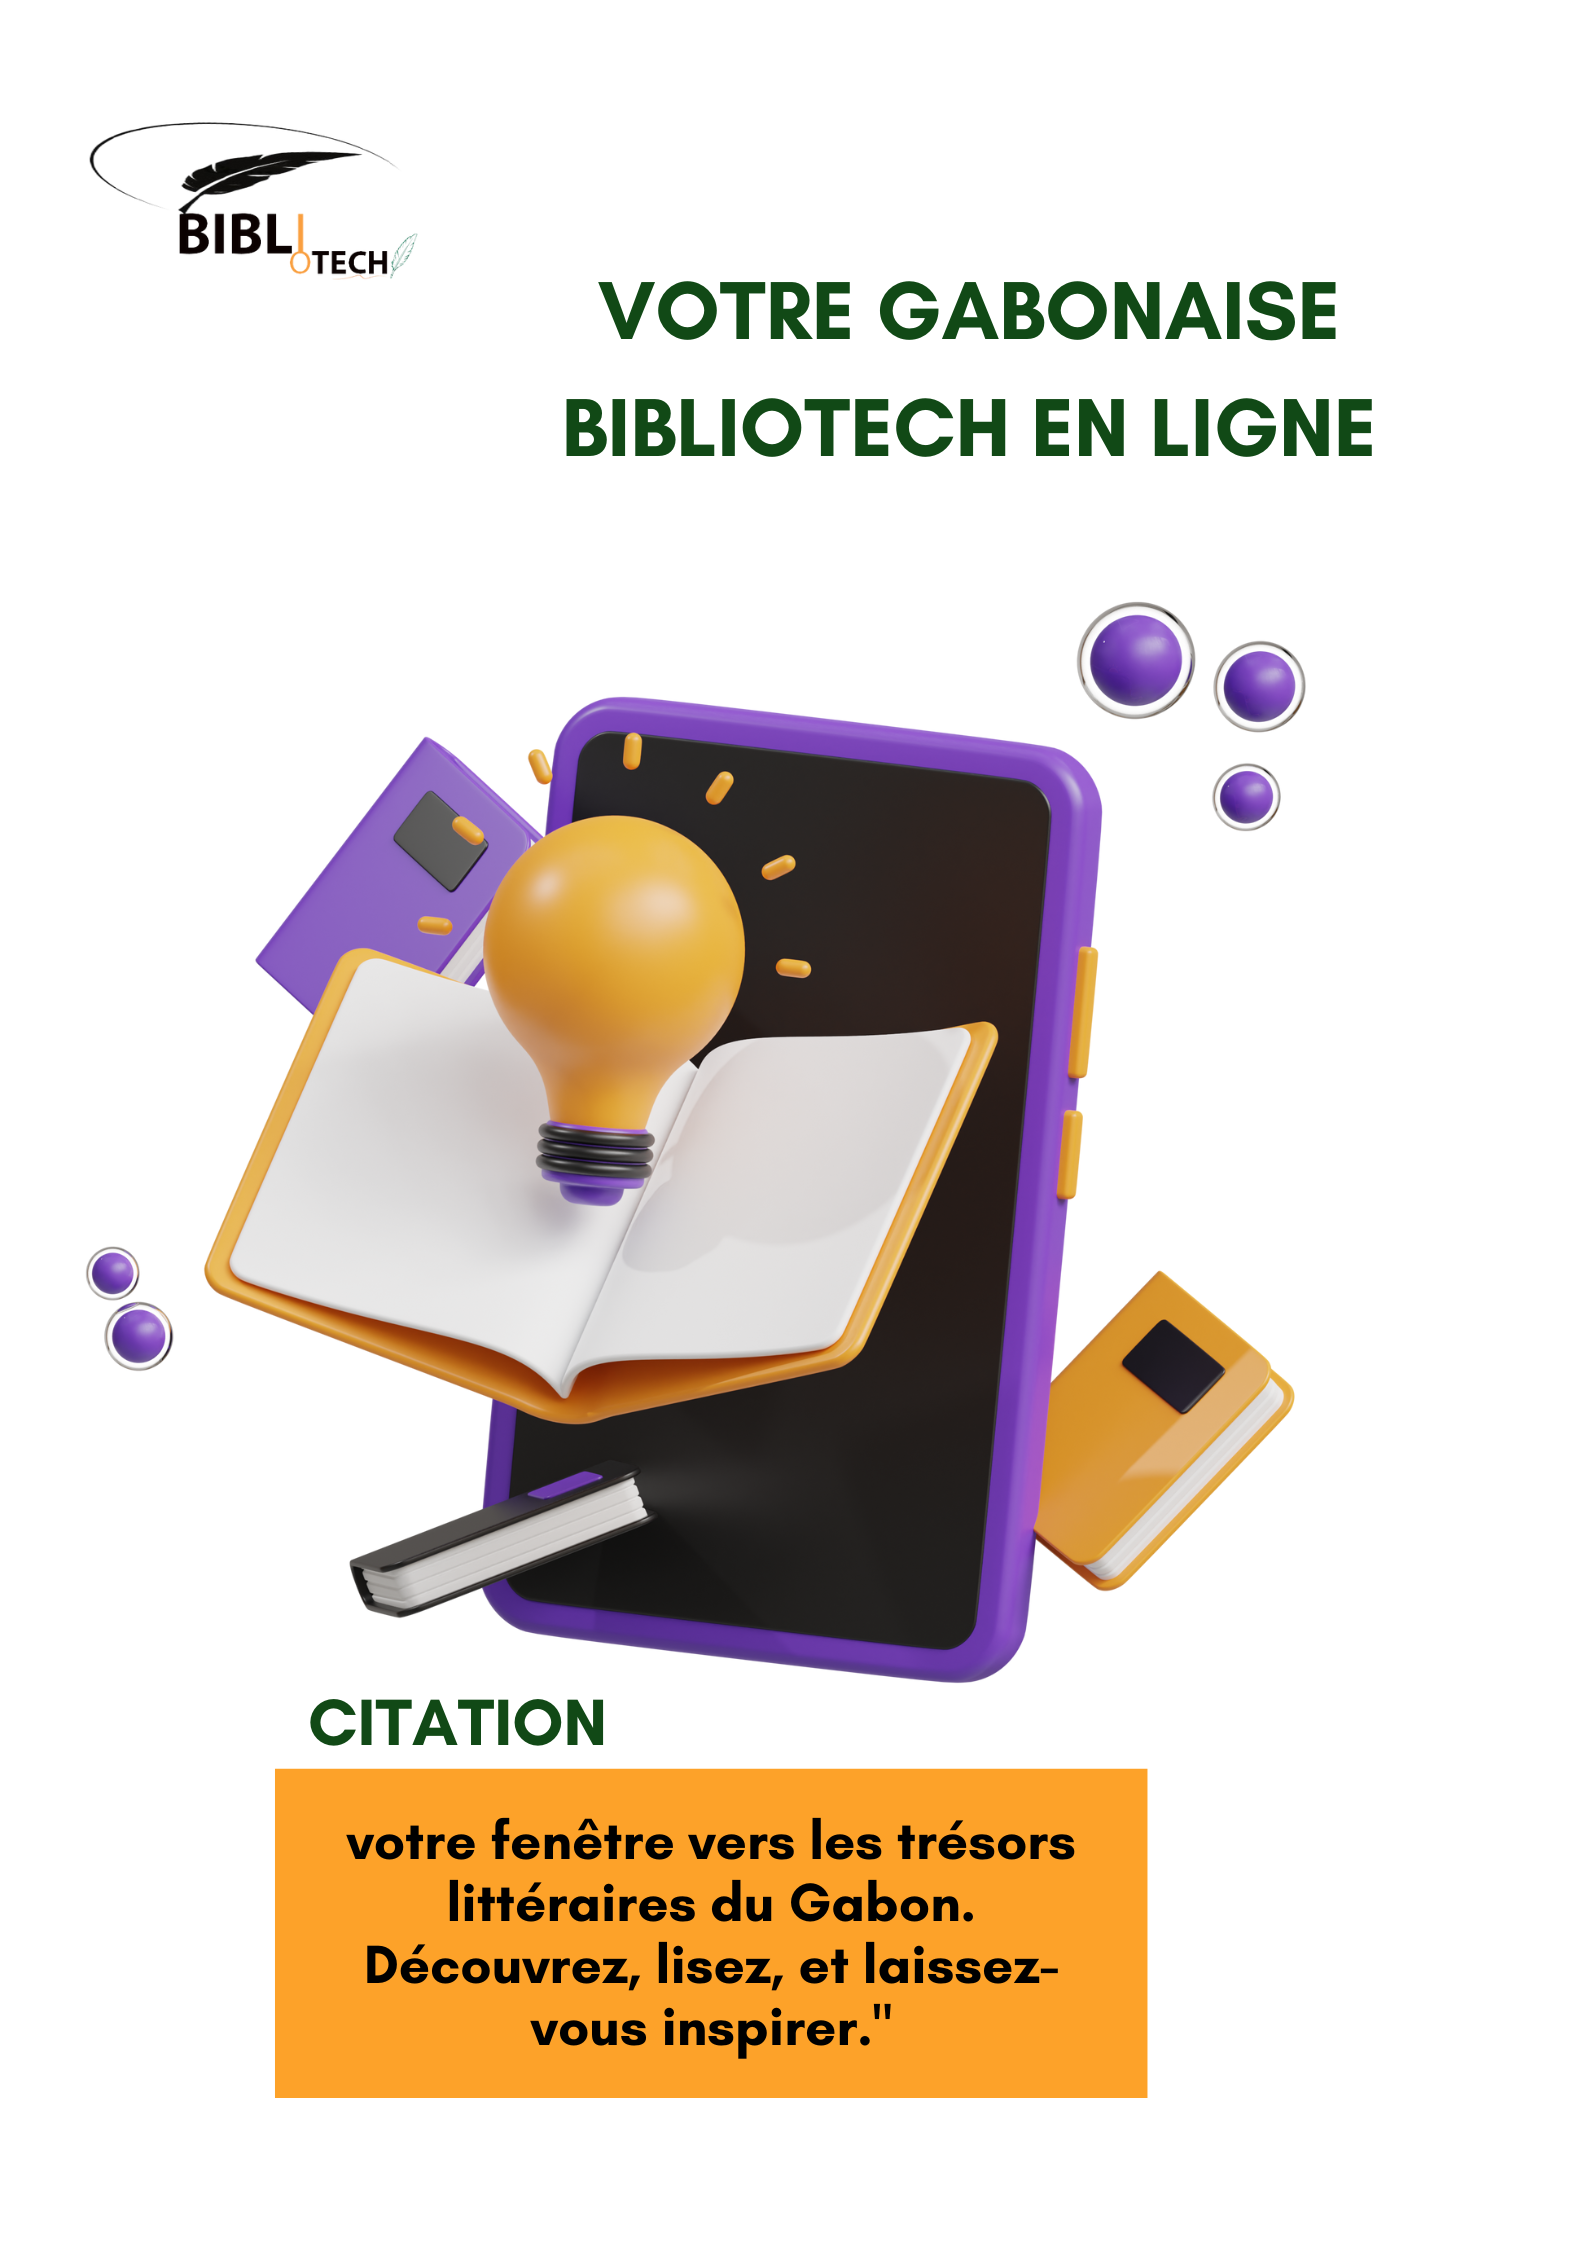 BIBLIOTECH
VOTRE GABONAISE
BIBLIOTECH EN LIGNE
CITATION
votre fenêtre vers les trésors
littéraires du Gabon.
Découvrez, lisez, et laissez-
vous inspirer."